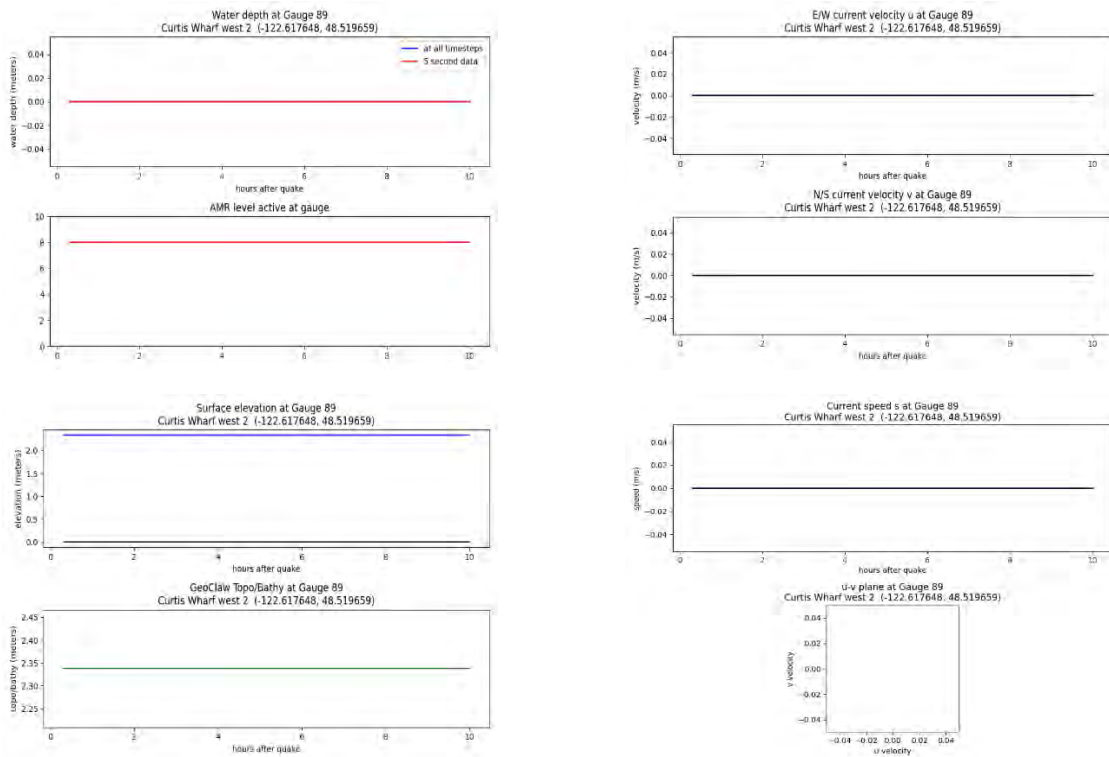 Water depth at Gauge 89
Curtis Wharf west 2 (-122.617648, 48.519659)
at all timesteps
5 second data
water depth (meters)
0.04
0.02
0.00
−0.02
−0.04
0 2 4 6 8 10
hours after quake
AMR level active at gauge
10
8
6
4
2
0
0 2 4 6 8 10
Surface elevation at Gauge 89
Curtis Wharf west 2 (-122.617648, 48.519659)
elevation (meters)
2.0
1.5
1.0
0.5
0.0
0 2 4 6 8 10
hours after quake
GeoClaw Topo/Bathy at Gauge 89
Curtis Wharf west 2 (-122.617648, 48.519659)
topo/bathy (meters)
2.45
2.40
2.35
2.30
2.25
0 2 4 6 8 10
hours after quake
E/W current velocity u at Gauge 89
Curtis Wharf west 2 (-122.617648, 48.519659)
velocity (m/s)
0.04
0.02
0.00
−0.02
−0.04
0 2 4 6 8 10
hours after quake
N/S current velocity v at Gauge 89
Curtis Wharf west 2 (-122.617648, 48.519659)
velocity (m/s)
0.04
0.02
0.00
−0.02
−0.04
0 2 4 6 8 10
hours after quake
Current speed s at Gauge 89
Curtis Wharf west 2 (-122.617648, 48.519659)
speed (m/s)
0.04
0.02
0.00
−0.02
−0.04
0 2 4 6 8 10
hours after quake
u-v plane at Gauge 89
Curtis Wharf west 2 (-122.617648, 48.519659)
v velocity
0.04
0.02
0.00
−0.02
−0.04
−0.04 −0.02 0.00 0.02 0.04
u velocity